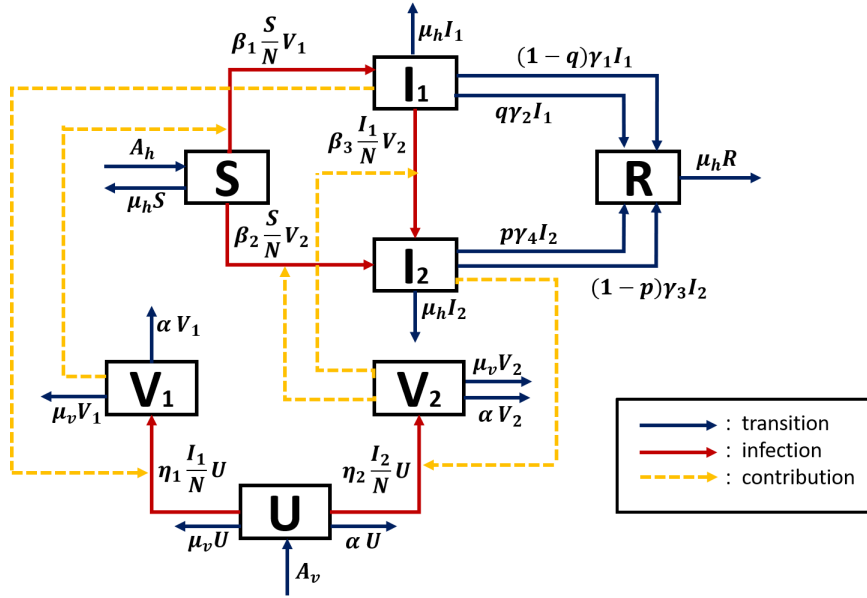 μ_h I_1
β_1 S/N V_1
(1 − q)γ_1 I_1
I_1
qγ_2 I_1
A_h
S
μ_h S
β_3 I_1/N V_2
R
μ_h R
β_2 S/N V_2
pγ_4 I_2
I_2
(1 − p)γ_3 I_2
μ_h I_2
α V_1
V_1
μ_v V_1
V_2
μ_v V_2
α V_2
: transition
: infection
: contribution
η_1 I_1/N U
η_2 I_2/N U
U
μ_v U
α U
A_v